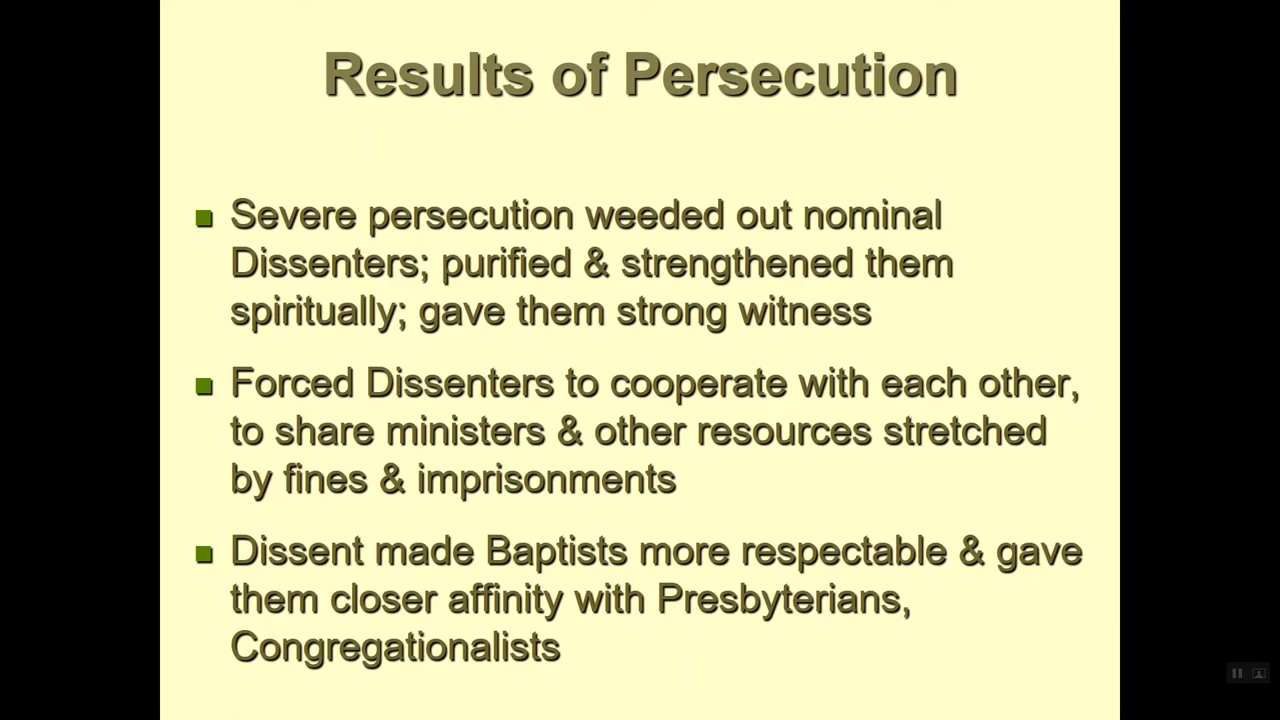 Results of Persecution
Severe persecution weeded out nominal
Dissenters; purified & strengthened them
spiritually; gave them strong witness
Forced Dissenters to cooperate with each other,
to share ministers & other resources stretched
by fines & imprisonments
Dissent made Baptists more respectable & gave
them closer affinity with Presbyterians,
Congregationalists